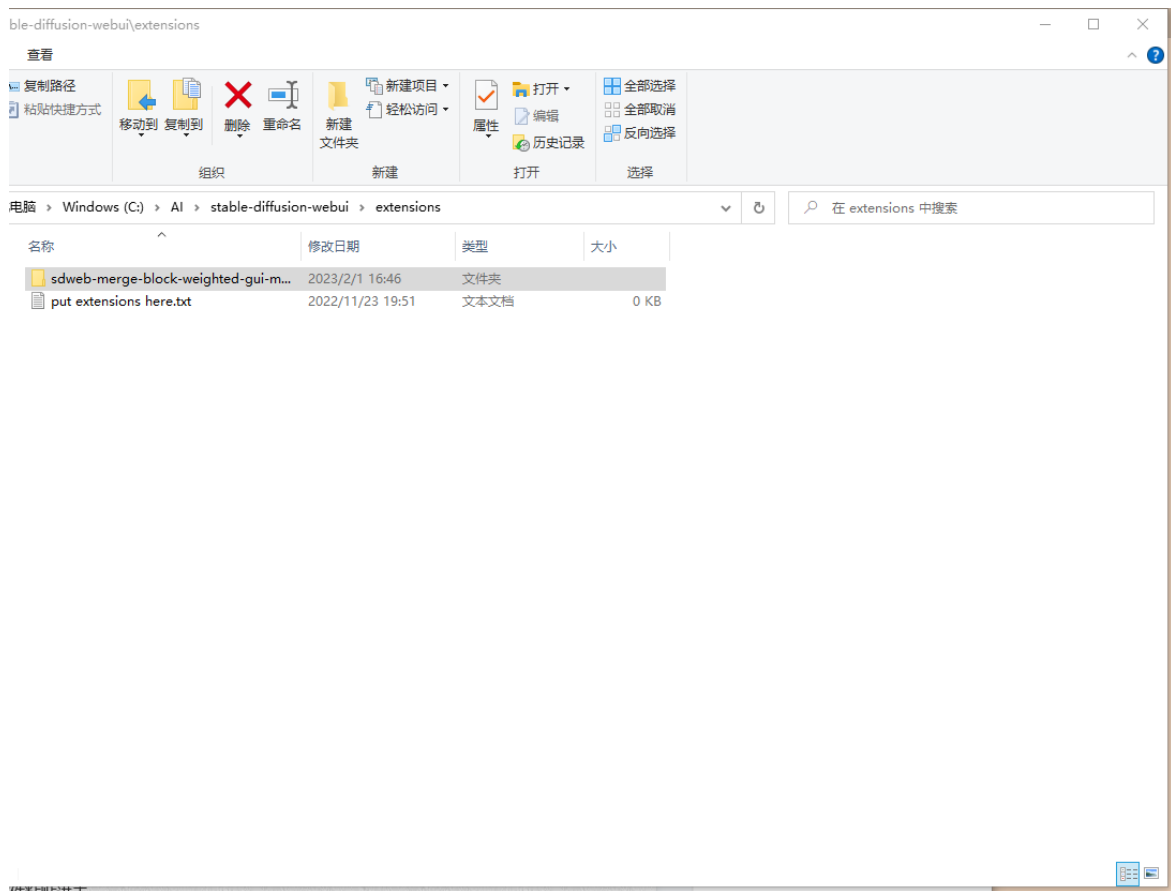 ble-diffusion-webui\extensions
查看
复制路径
粘贴快捷方式
移动到 复制到 删除 重命名
组织
新建
文件夹
新建项目
轻松访问
新建
属性
打开
编辑
历史记录
打开
全部选择
全部取消
反向选择
选择
电脑 › Windows (C:) › AI › stable-diffusion-webui › extensions
在 extensions 中搜索
名称 修改日期 类型 大小
sdweb-merge-block-weighted-gui-m... 2023/2/1 16:46 文件夹
put extensions here.txt 2022/11/23 19:51 文本文档 0 KB